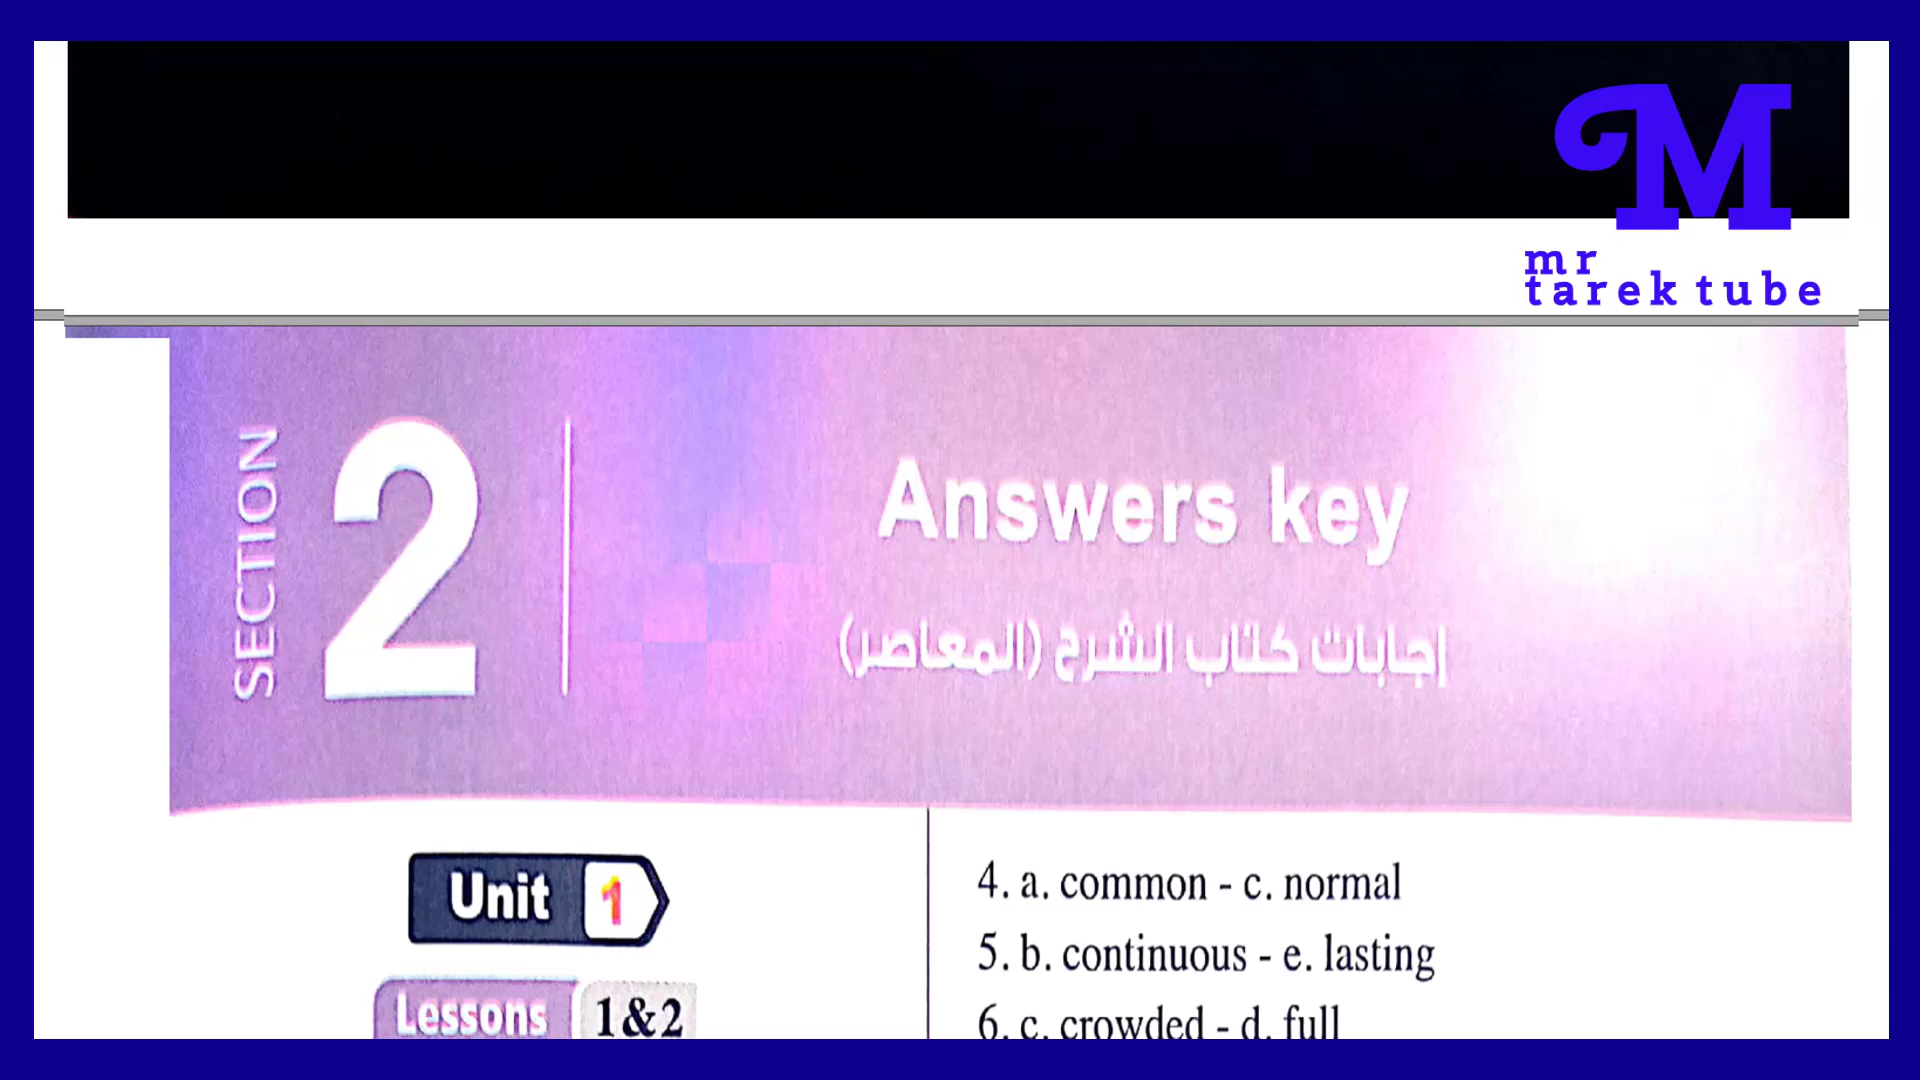 M
mr
tarek tube
SECTION
2
Answers key
إجابات كتاب الشرح (المعاصر)
Unit 1
Lessons 1&2
4. a. common - c. normal
5. b. continuous - e. lasting
6. c. crowded - d. full